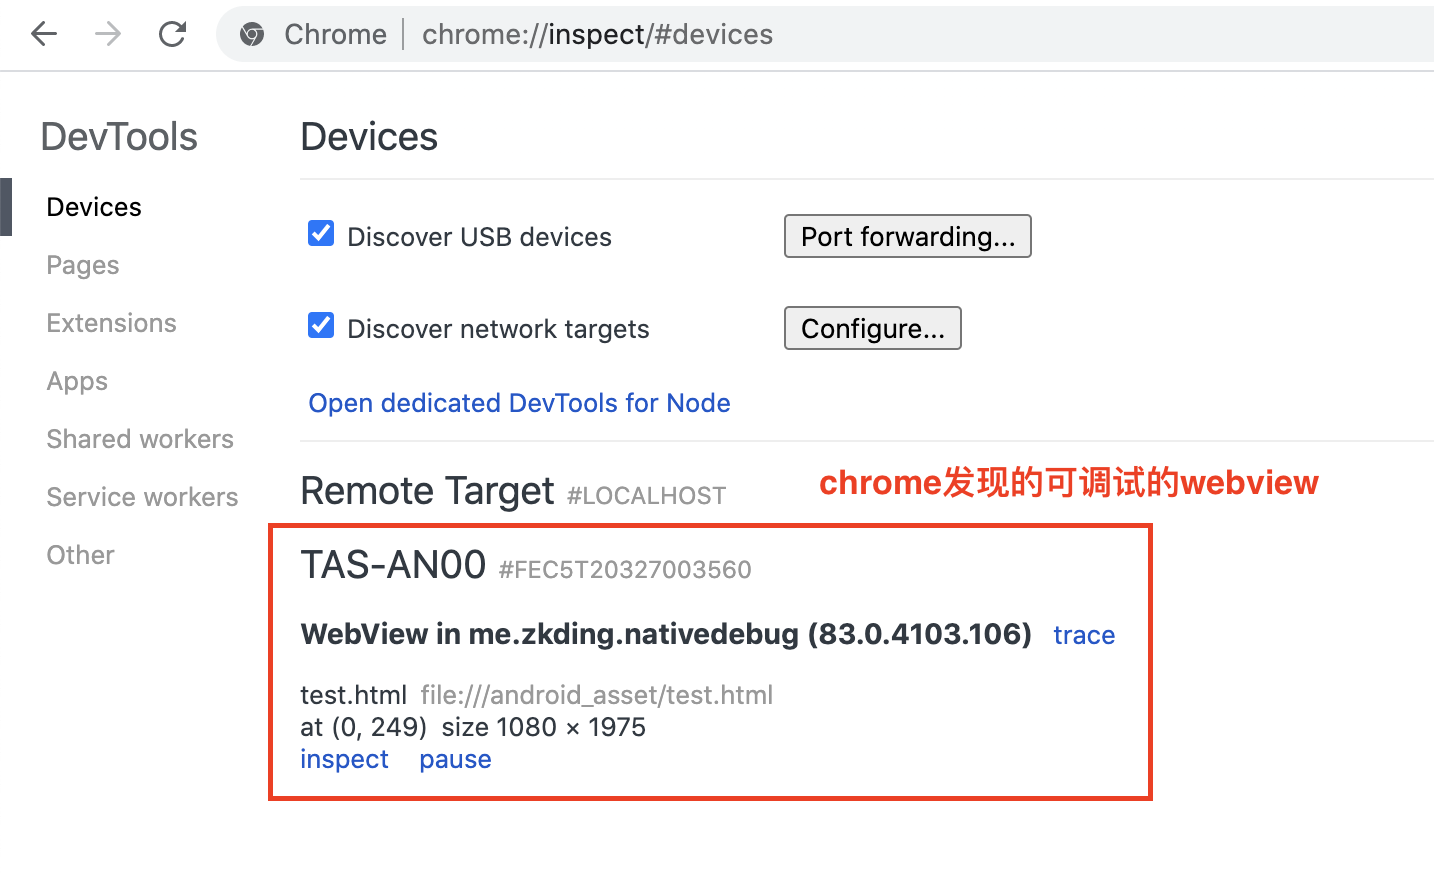 Chrome chrome://inspect/#devices
DevTools
Devices
Pages
Extensions
Apps
Shared workers
Service workers
Other
Devices
Discover USB devices
Port forwarding...
Discover network targets
Configure...
Open dedicated DevTools for Node
Remote Target #LOCALHOST
chrome发现的可调试的webview
TAS-AN00 #FEC5T20327003560
WebView in me.zkding.nativedebug (83.0.4103.106) trace
test.html file:///android_asset/test.html
at (0, 249) size 1080 × 1975
inspect pause